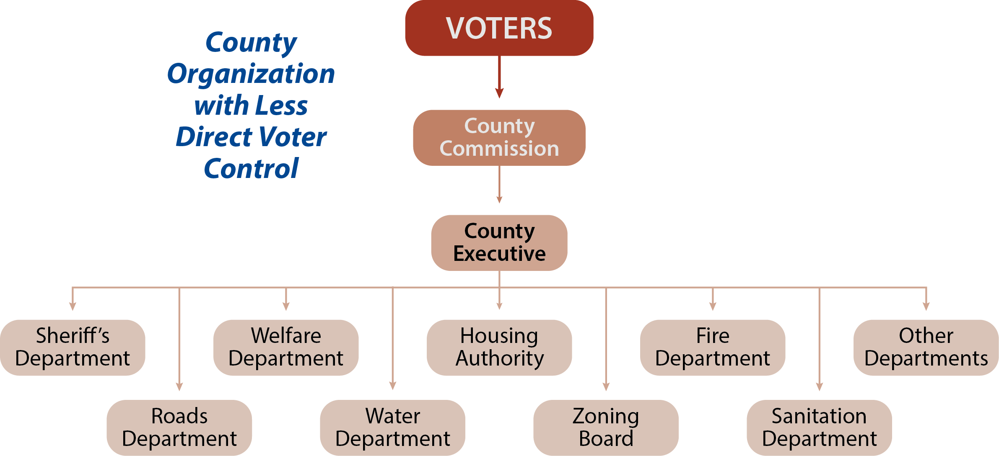 VOTERS
County
Organization
with Less
Direct Voter
Control
County
Commission
County
Executive
Sheriff’s
Department
Welfare
Department
Housing
Authority
Fire
Department
Other
Departments
Roads
Department
Water
Department
Zoning
Board
Sanitation
Department